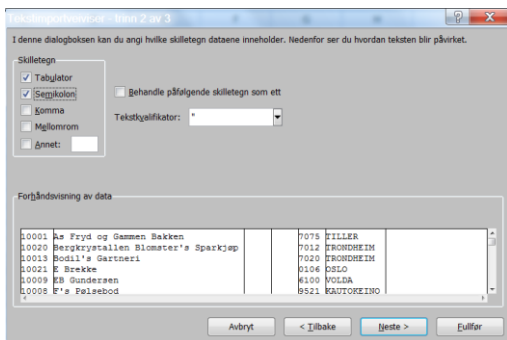 Tekstimportveiviser - trinn 2 av 3
I denne dialogboksen kan du angi hvilke skilletegn dataene inneholder. Nedenfor ser du hvordan teksten blir påvirket.
Skilletegn
Tabulator
Semikolon
Komma
Mellomrom
Annet:
Behandle påfølgende skilletegn som ett
Tekstkvalifikator: "
Forhåndsvisning av data
10001 As Fryd og Gammen Bakken 7075 TILLER
10020 Bergkrystallen Blomster's Sparkjøp 7012 TRONDHEIM
10013 Bodil's Gartneri 7020 TRONDHEIM
10021 E Brekke 0106 OSLO
10009 EB Gundersen 6100 VOLDA
10008 F's Pølsebod 9521 KAUTOKEINO
Avbryt < Tilbake Neste > Fullfør